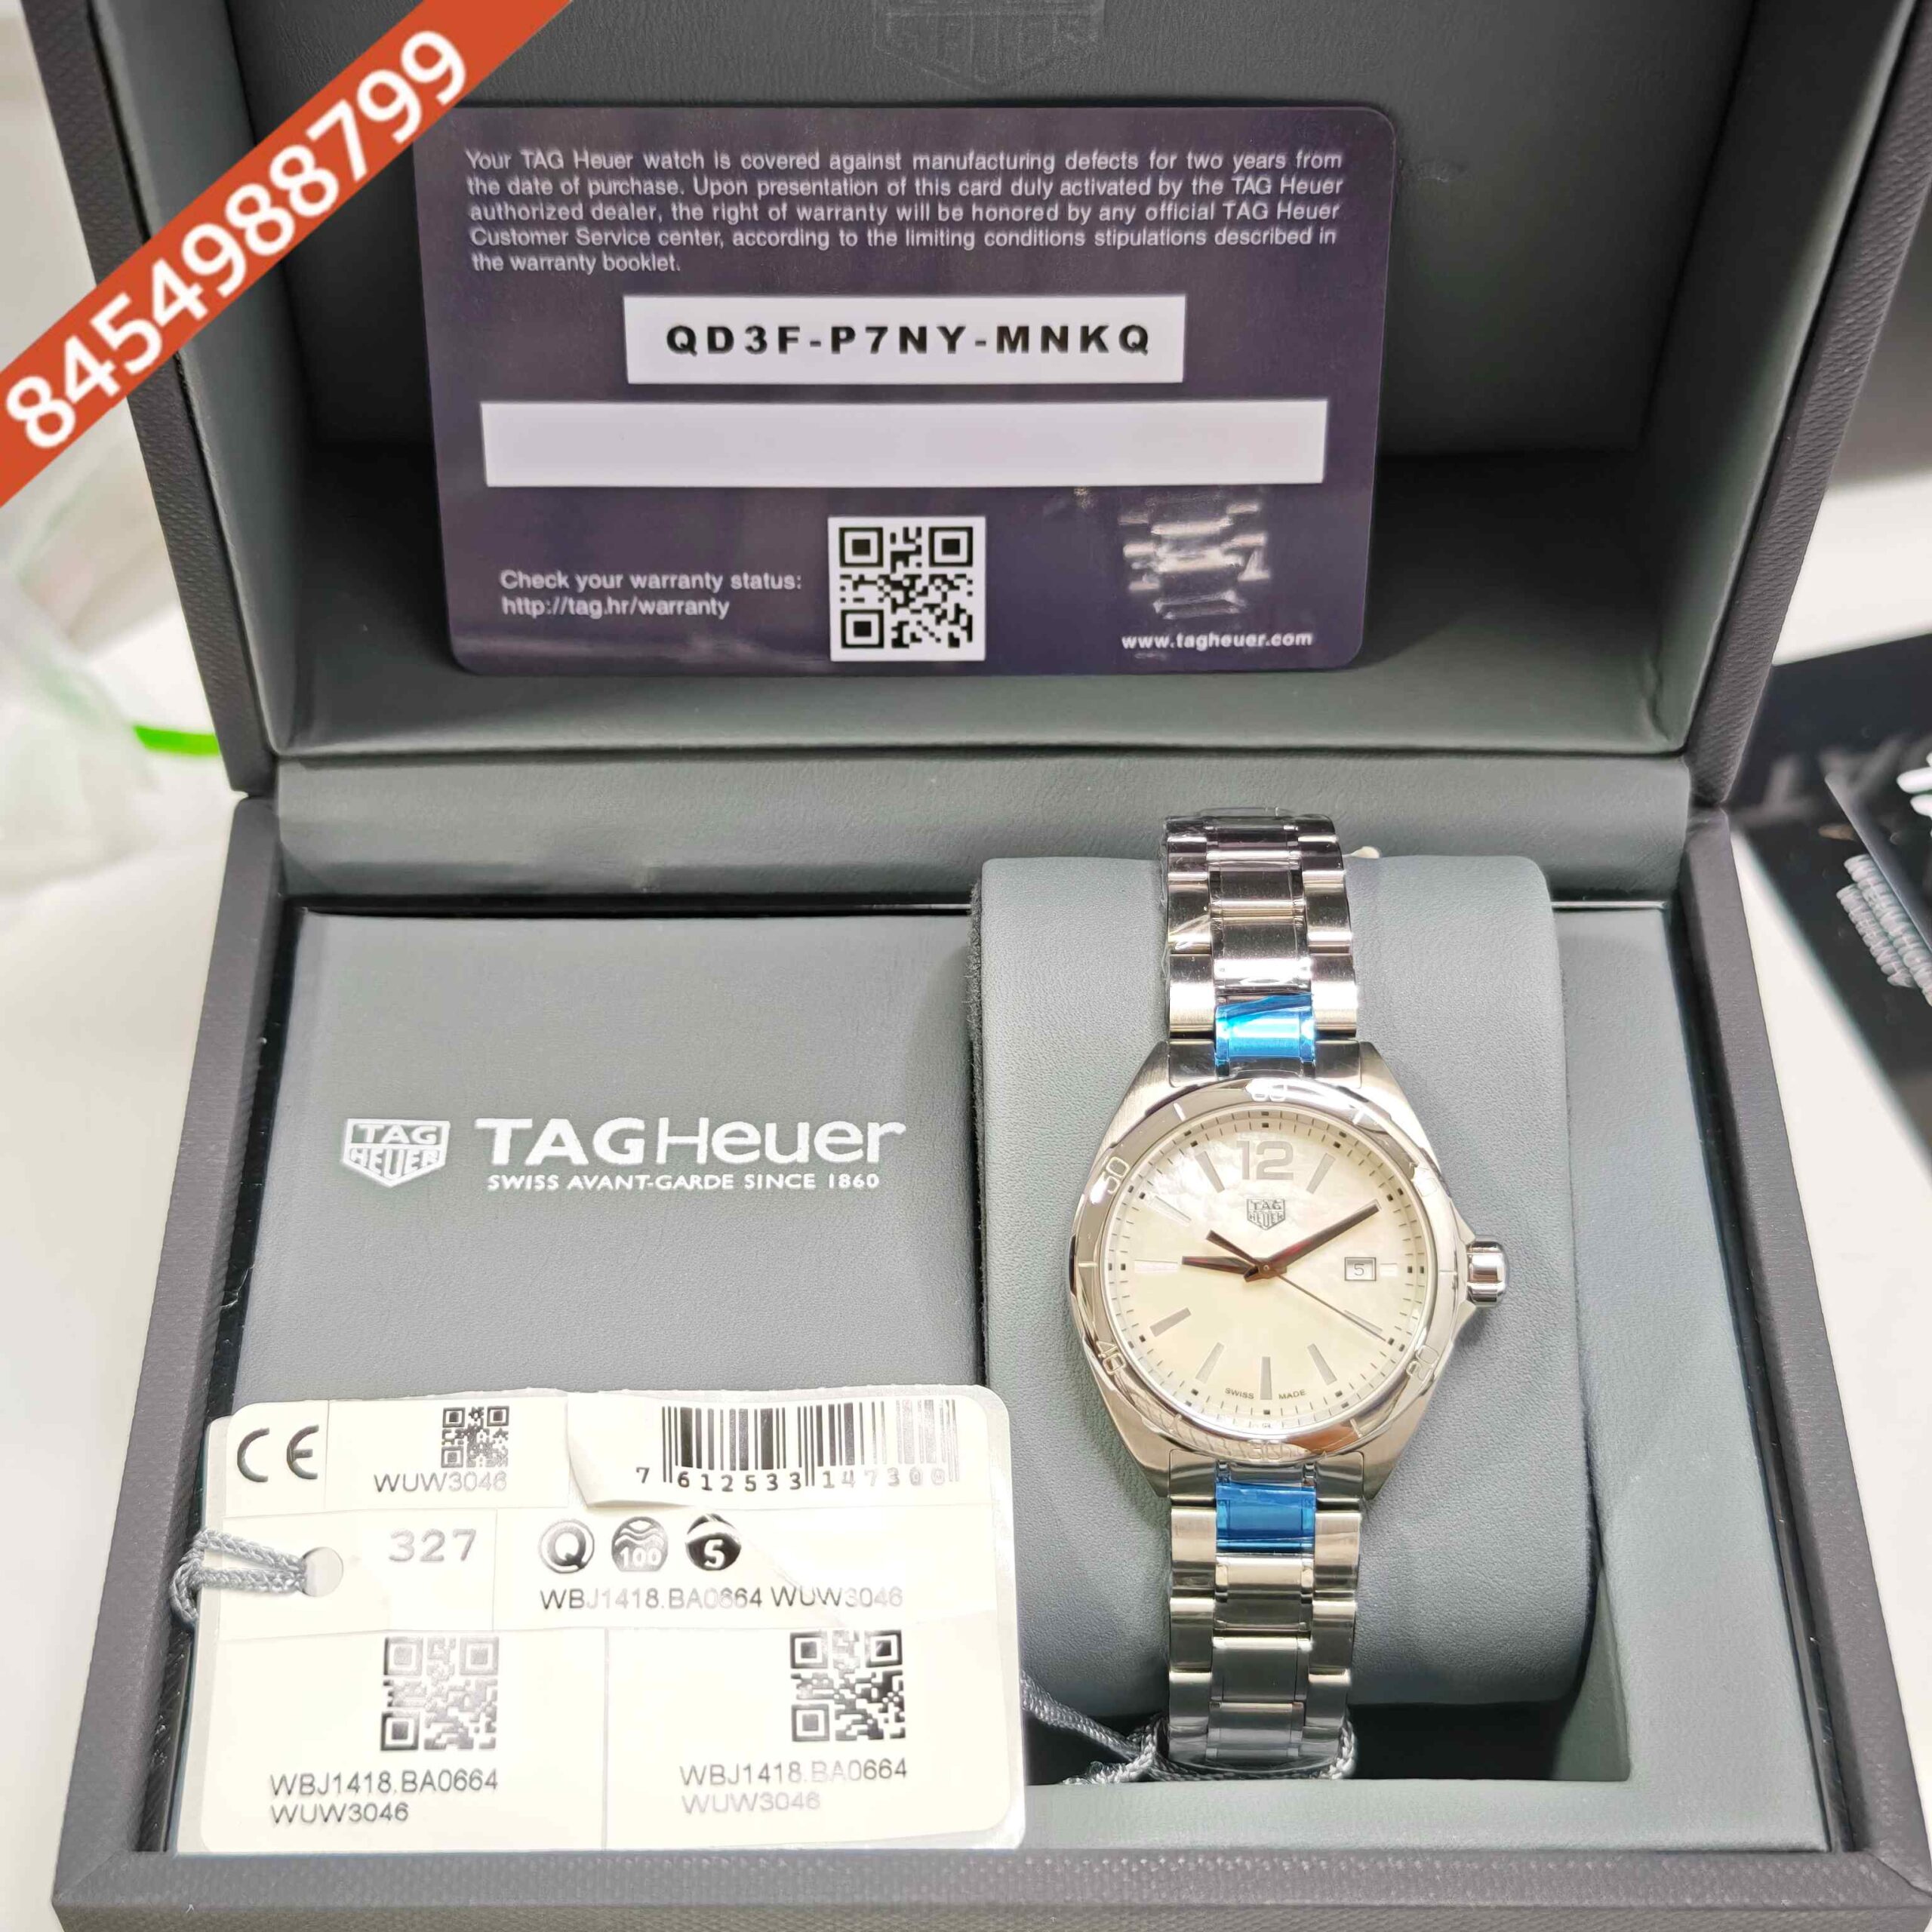 8454988799
Your TAG Heuer watch is covered against manufacturing defects for two years from
the date of purchase. Upon presentation of this card duly activated by the TAG Heuer
authorized dealer, the right of warranty will be honored by any official TAG Heuer
Customer Service center, according to the limiting conditions stipulations described in
the warranty booklet.
QD3F-P7NY-MNKQ
Check your warranty status:
http://tag.hr/warranty
www.tagheuer.com
TAG
HEUER
TAGHeuer
SWISS AVANT-GARDE SINCE 1860
60
50
12
TAG
HEUER
5
40
20
SWISS MADE
CE
WUW3046
7 612533 147300
327
Q 100 5
WBJ1418.BA0664 WUW3046
WBJ1418.BA0664
WUW3046
WBJ1418.BA0664
WUW3046